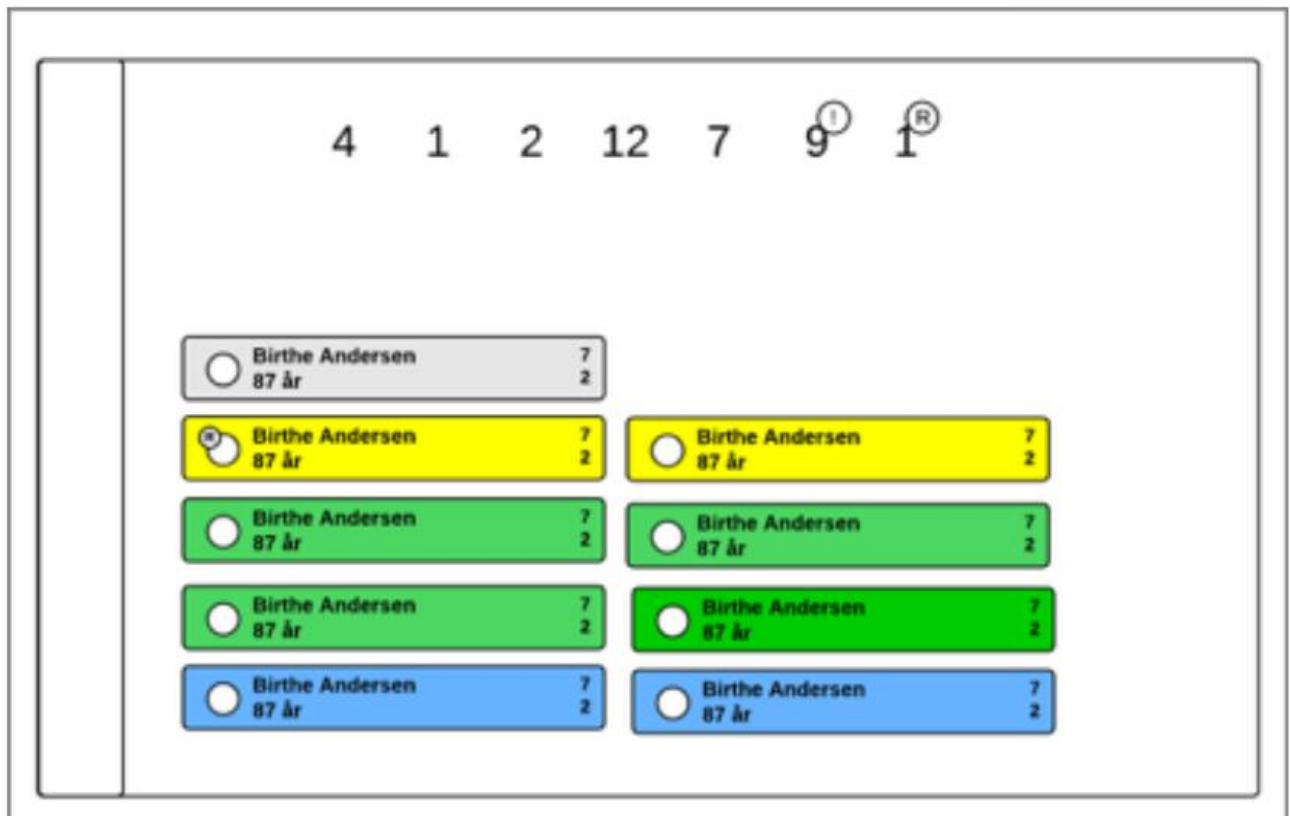 4 1 2 12 7 9 ! 1 R
Birthe Andersen 7
87 år 2
Birthe Andersen 7
87 år 2
Birthe Andersen 7
87 år 2
Birthe Andersen 7
87 år 2
Birthe Andersen 7
87 år 2
Birthe Andersen 7
87 år 2
Birthe Andersen 7
87 år 2
Birthe Andersen 7
87 år 2
Birthe Andersen 7
87 år 2